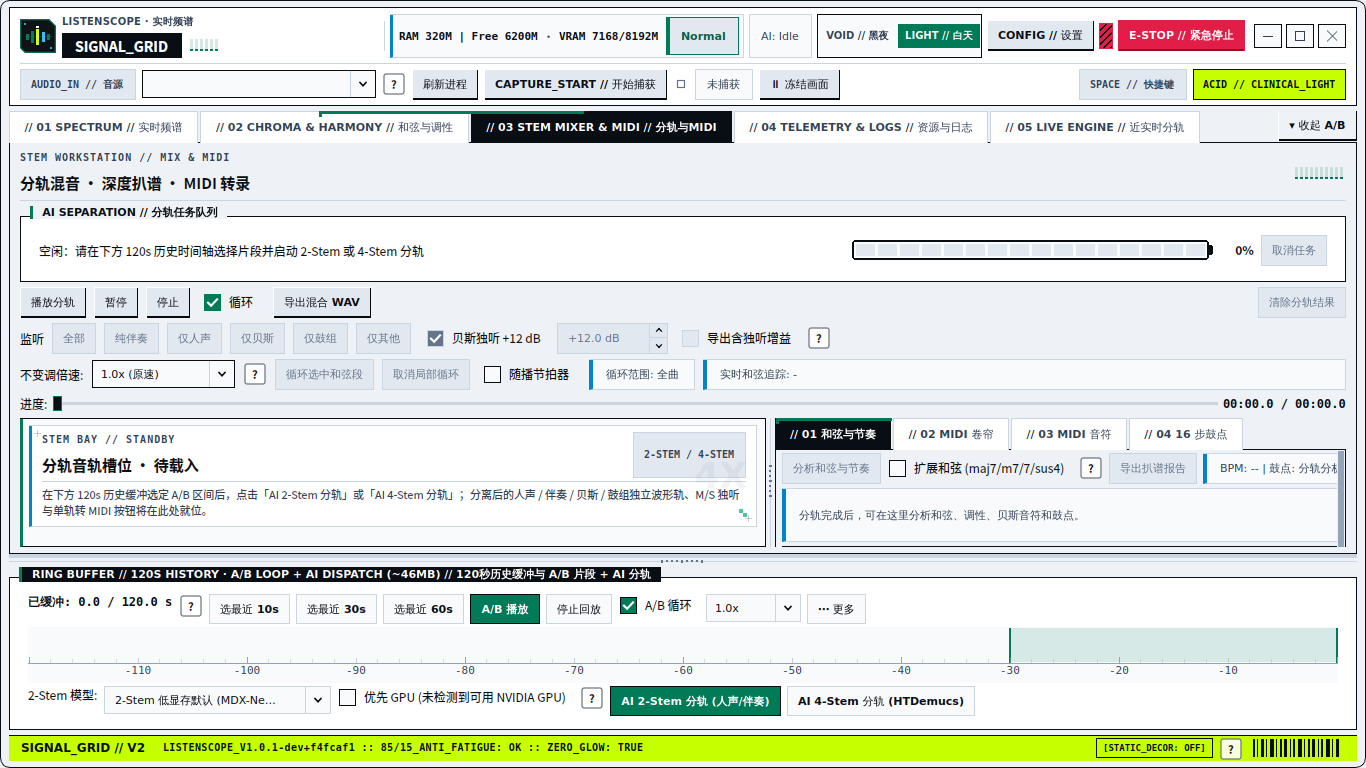 LISTENSCOPE · 实时频谱
SIGNAL_GRID
RAM 320M | Free 6200M · VRAM 7168/8192M
Normal
AI: Idle
VOID // 黑夜
LIGHT // 白天
CONFIG // 设置
E-STOP // 紧急停止
AUDIO_IN // 音源
?
刷新进程
CAPTURE_START // 开始捕获
未捕获
⏸ 冻结画面
SPACE // 快捷键
ACID // CLINICAL_LIGHT
// 01 SPECTRUM // 实时频谱
// 02 CHROMA & HARMONY // 和弦与调性
// 03 STEM MIXER & MIDI // 分轨与MIDI
// 04 TELEMETRY & LOGS // 资源与日志
// 05 LIVE ENGINE // 近实时分轨
▾ 收起 A/B
STEM WORKSTATION // MIX & MIDI
分轨混音 · 深度扒谱 · MIDI 转录
AI SEPARATION // 分轨任务队列
空闲：请在下方 120s 历史时间轴选择片段并启动 2-Stem 或 4-Stem 分轨
0%
取消任务
播放分轨
暂停
停止
循环
导出混合 WAV
清除分轨结果
监听
全部
纯伴奏
仅人声
仅贝斯
仅鼓组
仅其他
贝斯独听 +12 dB
+12.0 dB
导出含独听增益
?
不变调倍速:
1.0x (原速)
?
循环选中和弦段
取消局部循环
随播节拍器
循环范围: 全曲
实时和弦追踪: -
进度:
00:00.0 / 00:00.0
STEM BAY // STANDBY
分轨音轨槽位 · 待载入
2-STEM / 4-STEM
4X
在下方 120s 历史缓冲选定 A/B 区间后，点击「AI 2-Stem 分轨」或「AI 4-Stem 分轨」；分离后的人声 / 伴奏 / 贝斯 / 鼓组独立波形轨、M/S 独听
与单轨转 MIDI 按钮将在此处就位。
// 01 和弦与节奏
// 02 MIDI 卷帘
// 03 MIDI 音符
// 04 16 步鼓点
分析和弦与节奏
扩展和弦 (maj7/m7/7/sus4)
?
导出扒谱报告
BPM: -- | 鼓点: 分轨分析
分轨完成后，可在这里分析和弦、调性、贝斯音符和鼓点。
RING BUFFER // 120S HISTORY · A/B LOOP + AI DISPATCH (~46MB) // 120秒历史缓冲与 A/B 片段 + AI 分轨
已缓冲: 0.0 / 120.0 s
?
选最近 10s
选最近 30s
选最近 60s
A/B 播放
停止回放
A/B 循环
1.0x
··· 更多
-110
-100
-90
-80
-70
-60
-50
-40
-30
-20
-10
2-Stem 模型:
2-Stem 低显存默认 (MDX-Ne...
优先 GPU (未检测到可用 NVIDIA GPU)
?
AI 2-Stem 分轨 (人声/伴奏)
AI 4-Stem 分轨 (HTDemucs)
SIGNAL_GRID // V2
LISTENSCOPE_V1.0.1-dev+f4fcaf1 :: 85/15_ANTI_FATIGUE: OK :: ZERO_GLOW: TRUE
[STATIC_DECOR: OFF]
?